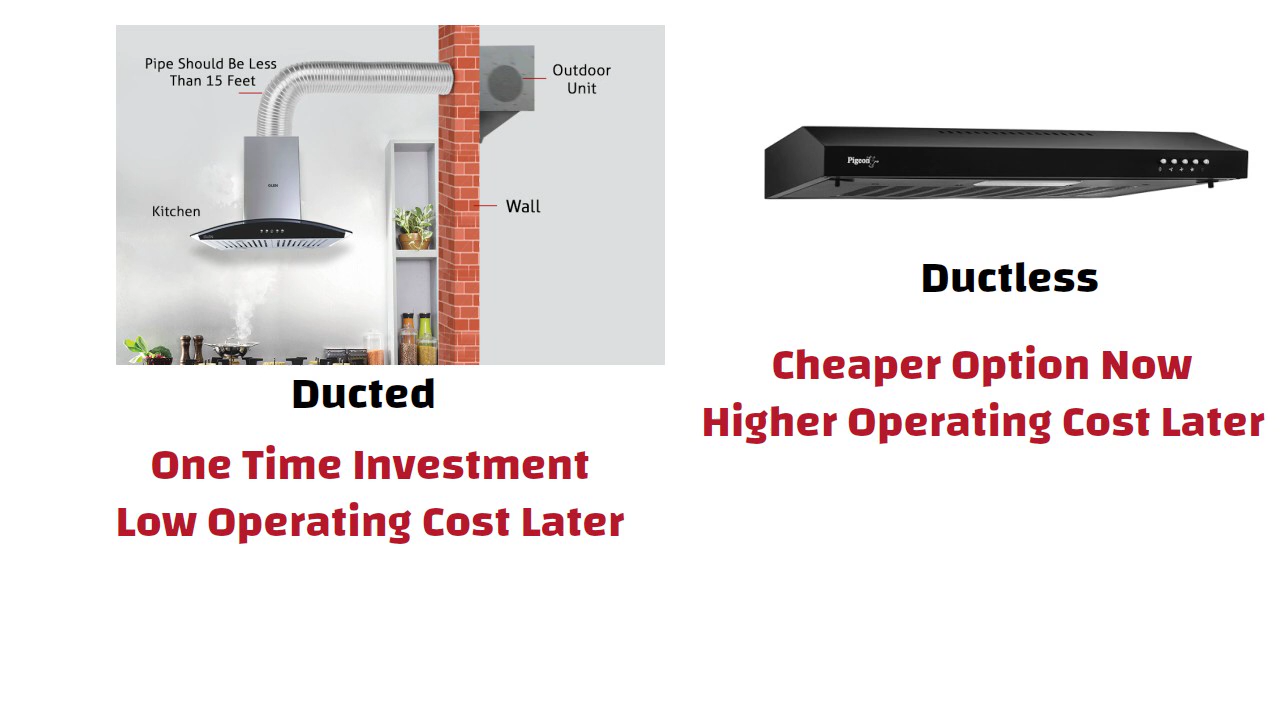 Pipe Should Be Less
Than 15 Feet
Outdoor
Unit
Kitchen
Wall
Ducted
One Time Investment
Low Operating Cost Later
Pigeon
Ductless
Cheaper Option Now
Higher Operating Cost Later